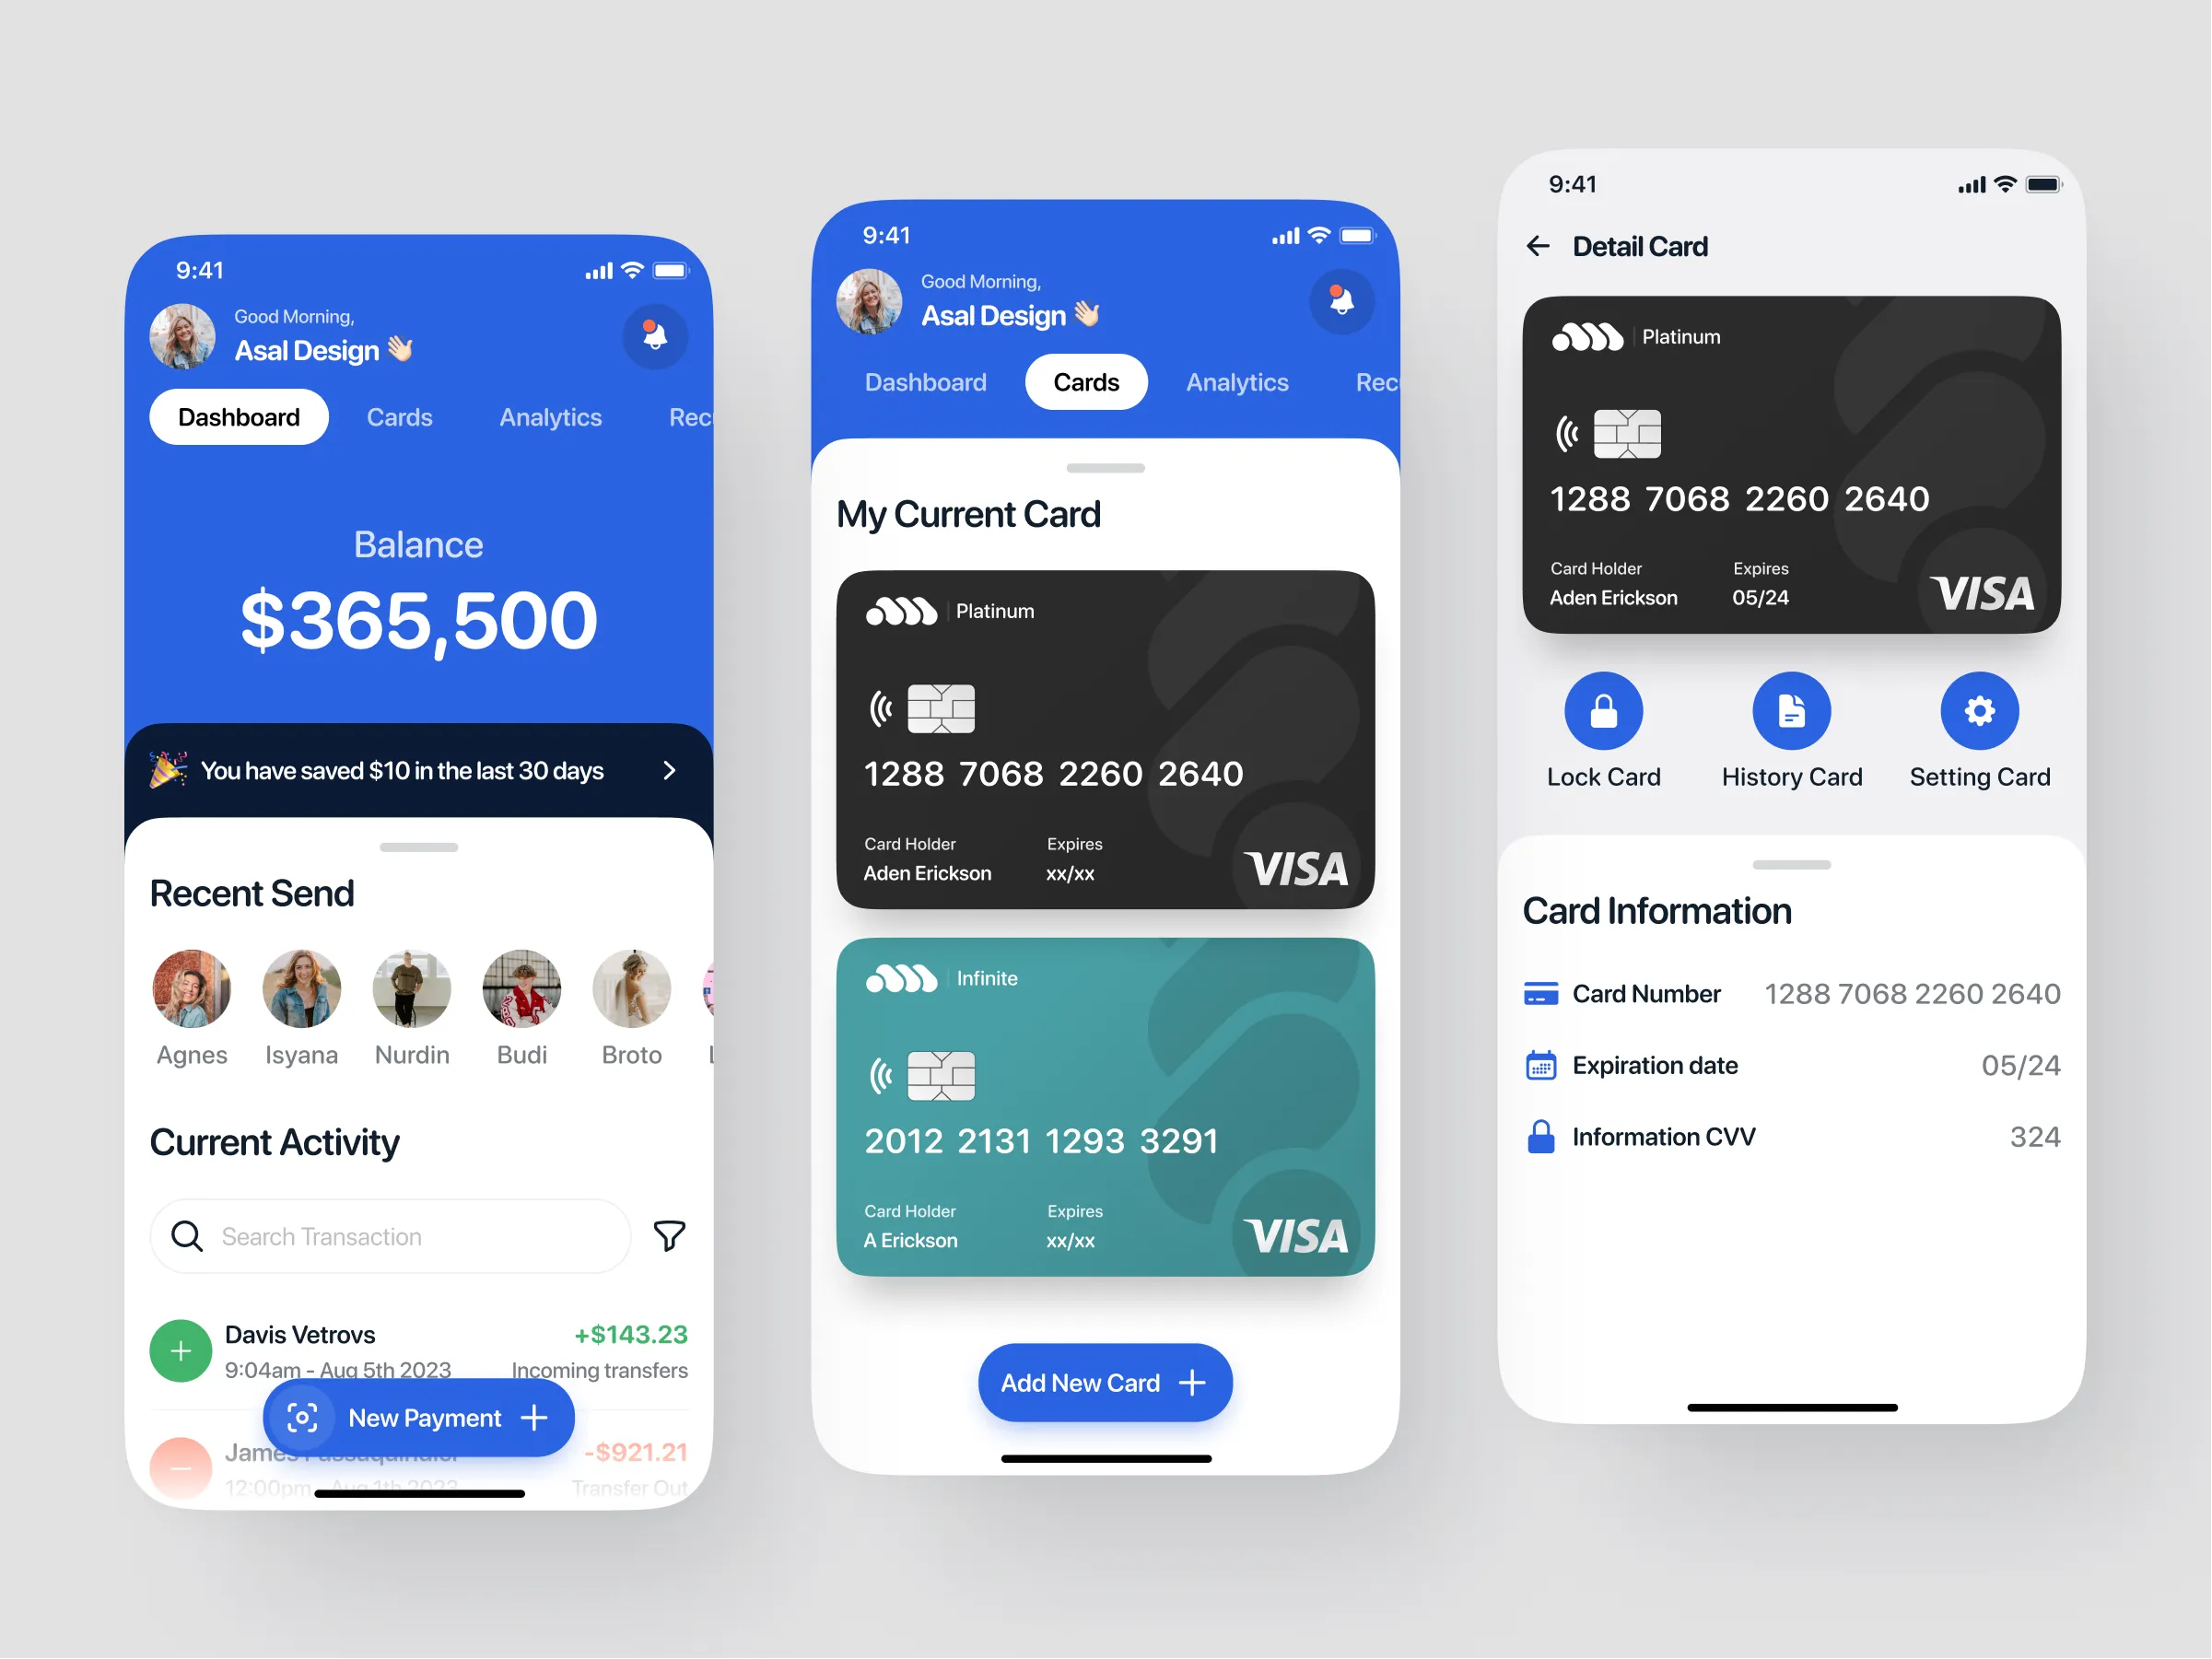 9:41
Good Morning,
Asal Design 👋🏻
Dashboard Cards Analytics Rec
Balance
$365,500
🎉 You have saved $10 in the last 30 days
Recent Send
Agnes Isyana Nurdin Budi Broto
Current Activity
Search Transaction
Davis Vetrovs +$143.23
9:04am - Aug 5th 2023 Incoming transfers
New Payment
James -$921.21
12:00pm - Aug 1th 2023 Transfer Out
9:41
Good Morning,
Asal Design 👋🏻
Dashboard Cards Analytics Rec
My Current Card
Platinum
1288 7068 2260 2640
Card Holder Expires
Aden Erickson xx/xx
VISA
Infinite
2012 2131 1293 3291
Card Holder Expires
A Erickson xx/xx
VISA
Add New Card
9:41
Detail Card
Platinum
1288 7068 2260 2640
Card Holder Expires
Aden Erickson 05/24
VISA
Lock Card History Card Setting Card
Card Information
Card Number 1288 7068 2260 2640
Expiration date 05/24
Information CVV 324